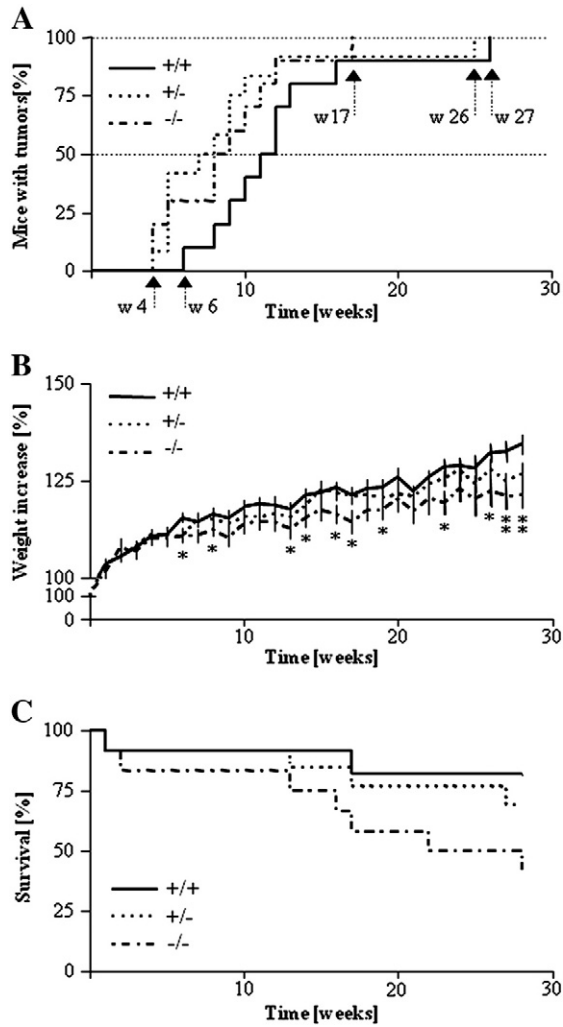 A
Mice with tumors[%]
100
75
50
25
0
+/+
+/-
-/-
w 17
w 26
w 27
w 4
w 6
10
20
30
Time [weeks]
B
Weight increase [%]
150
125
100
100
0
+/+
+/-
-/-
* * * * * * * * * * *
* *
10
20
30
Time [weeks]
C
Survival [%]
100
75
50
25
0
+/+
+/-
-/-
10
20
30
Time [weeks]